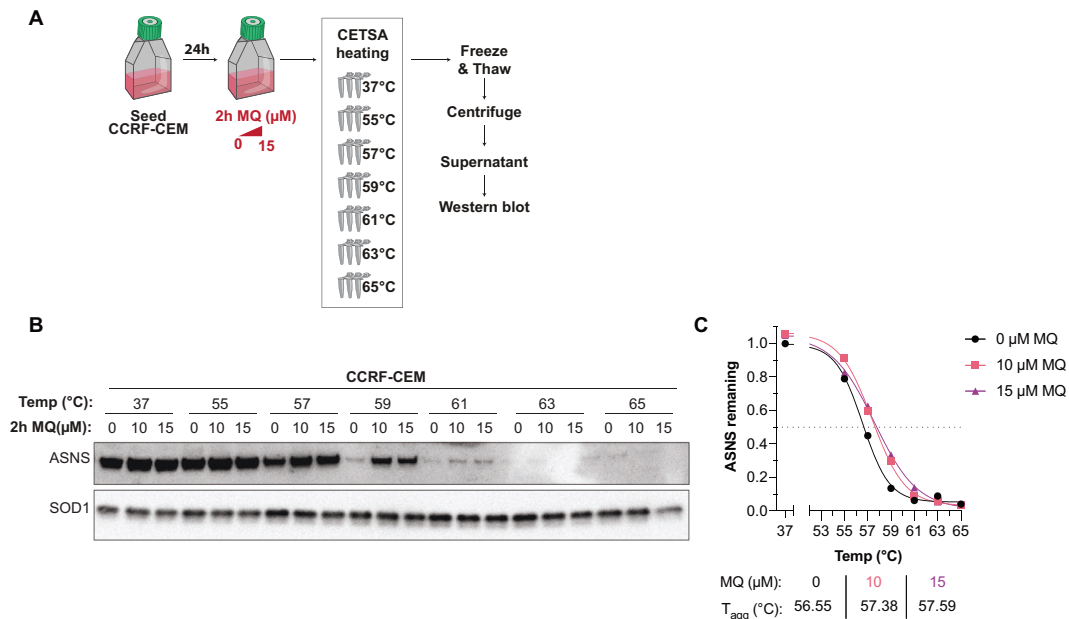 A
24h
Seed
CCRF-CEM
2h MQ (µM)
0 15
CETSA
heating
37°C
55°C
57°C
59°C
61°C
63°C
65°C
Freeze
& Thaw
Centrifuge
Supernatant
Western blot
B
CCRF-CEM
Temp (°C): 37 55 57 59 61 63 65
2h MQ(µM): 0 10 15 0 10 15 0 10 15 0 10 15 0 10 15 0 10 15 0 10 15
ASNS
SOD1
C
ASNS remaining
1.0
0.8
0.6
0.4
0.2
0.0
37 53 55 57 59 61 63 65
Temp (°C)
0 µM MQ
10 µM MQ
15 µM MQ
MQ (µM): 0 10 15
Tagg (°C): 56.55 57.38 57.59